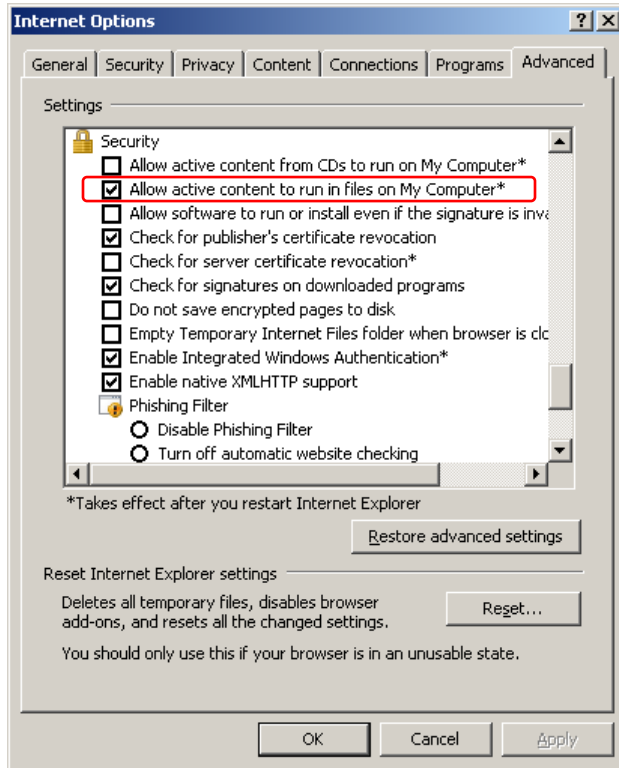 Internet Options
General Security Privacy Content Connections Programs Advanced
Settings
Security
Allow active content from CDs to run on My Computer*
Allow active content to run in files on My Computer*
Allow software to run or install even if the signature is inva
Check for publisher's certificate revocation
Check for server certificate revocation*
Check for signatures on downloaded programs
Do not save encrypted pages to disk
Empty Temporary Internet Files folder when browser is clo
Enable Integrated Windows Authentication*
Enable native XMLHTTP support
Phishing Filter
Disable Phishing Filter
Turn off automatic website checking
*Takes effect after you restart Internet Explorer
Restore advanced settings
Reset Internet Explorer settings
Deletes all temporary files, disables browser
add-ons, and resets all the changed settings.
Reset...
You should only use this if your browser is in an unusable state.
OK Cancel Apply